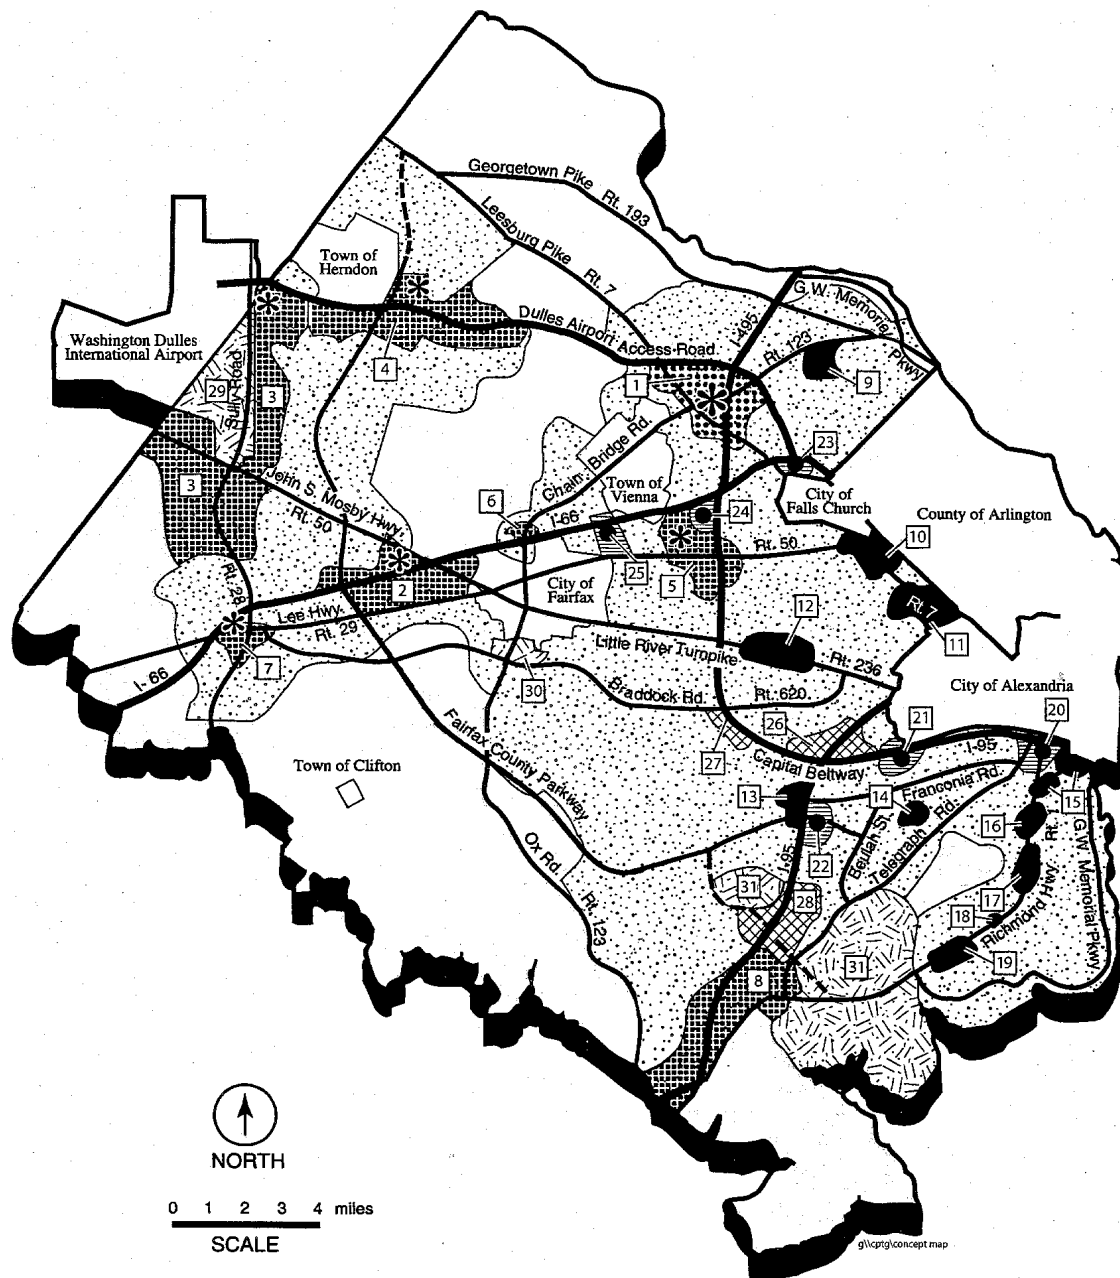 Georgetown Pike Rt. 193
Leesburg Pike Rt. 7
Town of
Herndon
G.W. Memorial Pkwy.
Washington Dulles
International Airport
Dulles Airport Access Road
I-495
Rt. 123
4
1
9
29
Sully Road
3
3
23
Chain Bridge Rd.
Town of
Vienna
City of
Falls Church
County of Arlington
John S. Mosby Hwy.
Rt. 50
6
I-66
24
Rt. 50
10
25
5
2
City of
Fairfax
12
Rt. 7
11
Rt. 28
Lee Hwy.
Rt. 29
Little River Turnpike
Rt. 236
7
I-66
30
Braddock Rd.
Rt. 620
City of Alexandria
26
21
20
27
Capital Beltway
I-95
Fairfax County Parkway
Town of Clifton
13
14
Franconia Rd.
15
16
Rt. 1
Beulah St.
Telegraph Rd.
G.W. Memorial Pkwy.
Ox Rd.
Rt. 123
22
I-95
31
28
17
18
Richmond Hwy
31
19
8
NORTH
0 1 2 3 4 miles
SCALE
g\\cptg\concept map